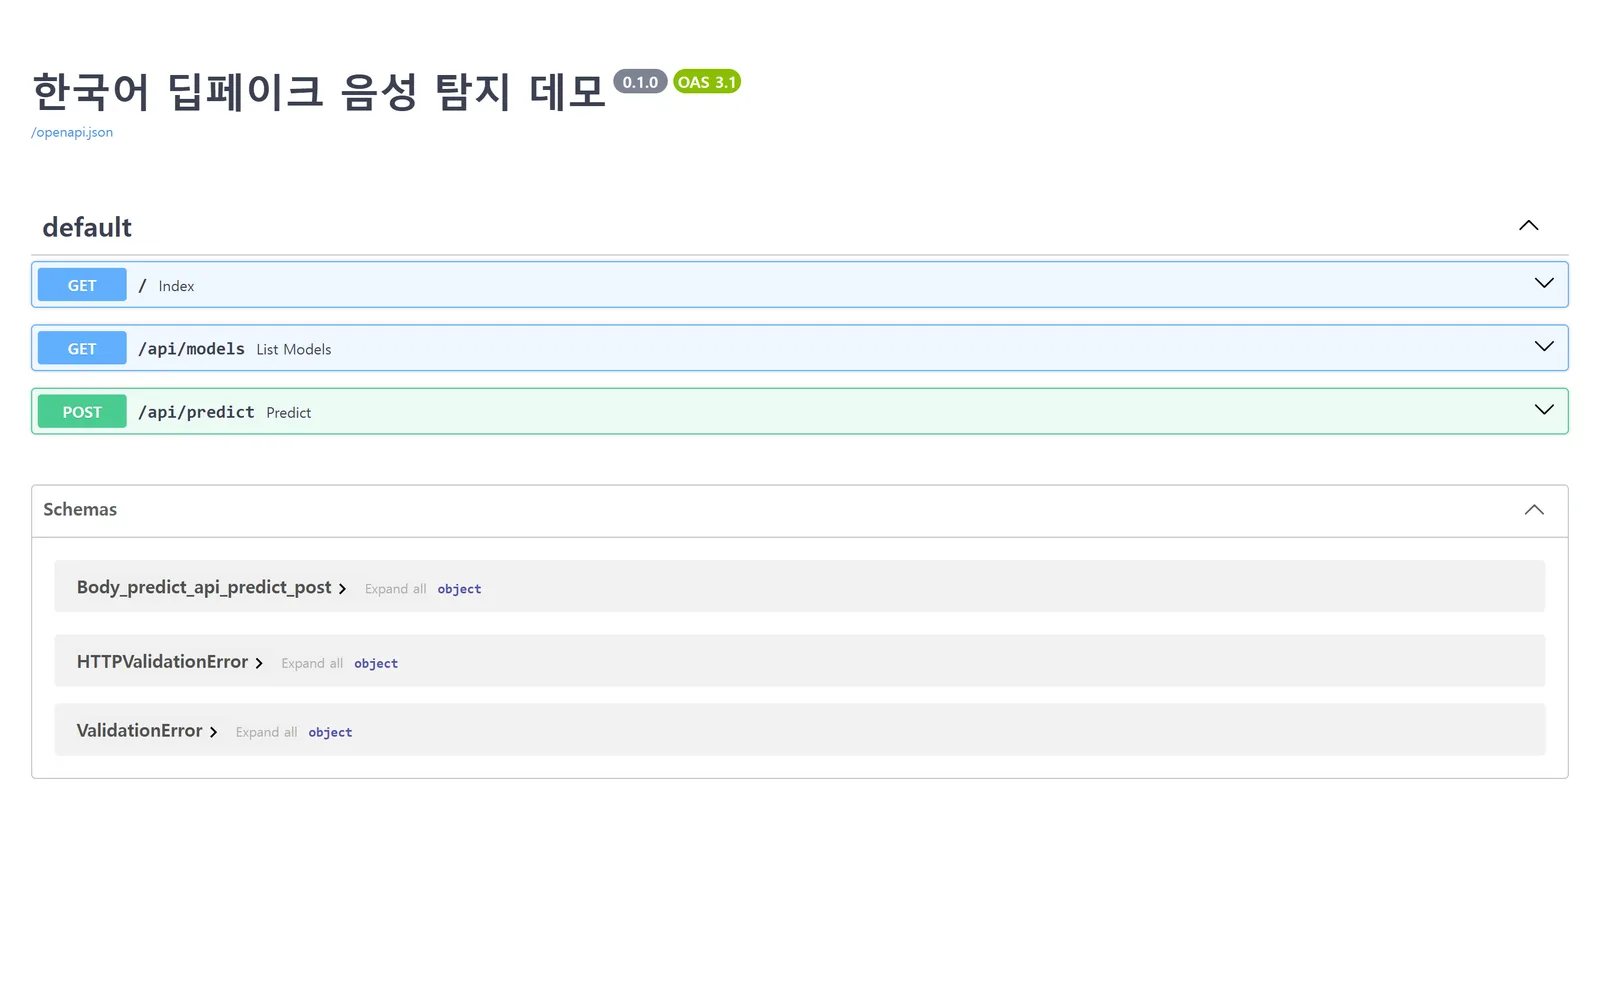 한국어 딥페이크 음성 탐지 데모 0.1.0 OAS 3.1
/openapi.json
default
GET / Index
GET /api/models List Models
POST /api/predict Predict
Schemas
Body_predict_api_predict_post Expand all object
HTTPValidationError Expand all object
ValidationError Expand all object